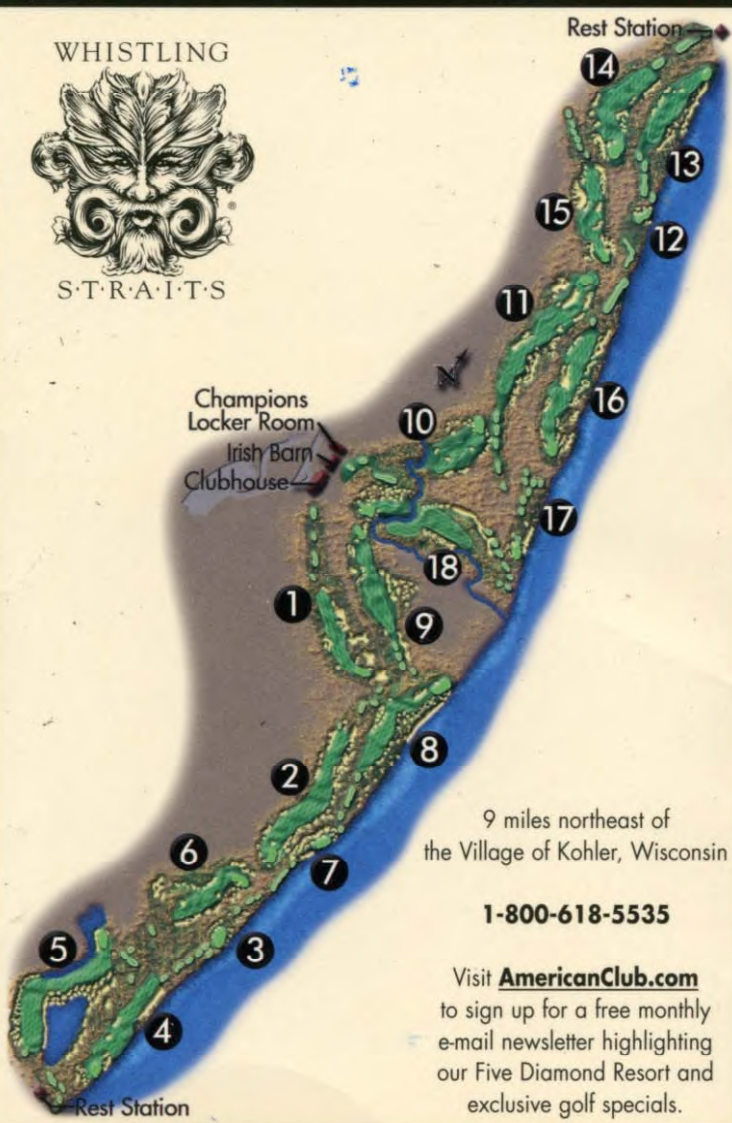 WHISTLING
S·T·R·A·I·T·S
®
Rest Station
14
13
15
12
11
N
16
Champions
Locker Room
10
Irish Barn
Clubhouse
17
18
1
9
8
2
9 miles northeast of
the Village of Kohler, Wisconsin
6
7
1-800-618-5535
5
3
Visit AmericanClub.com
to sign up for a free monthly
4
e-mail newsletter highlighting
our Five Diamond Resort and
exclusive golf specials.
Rest Station